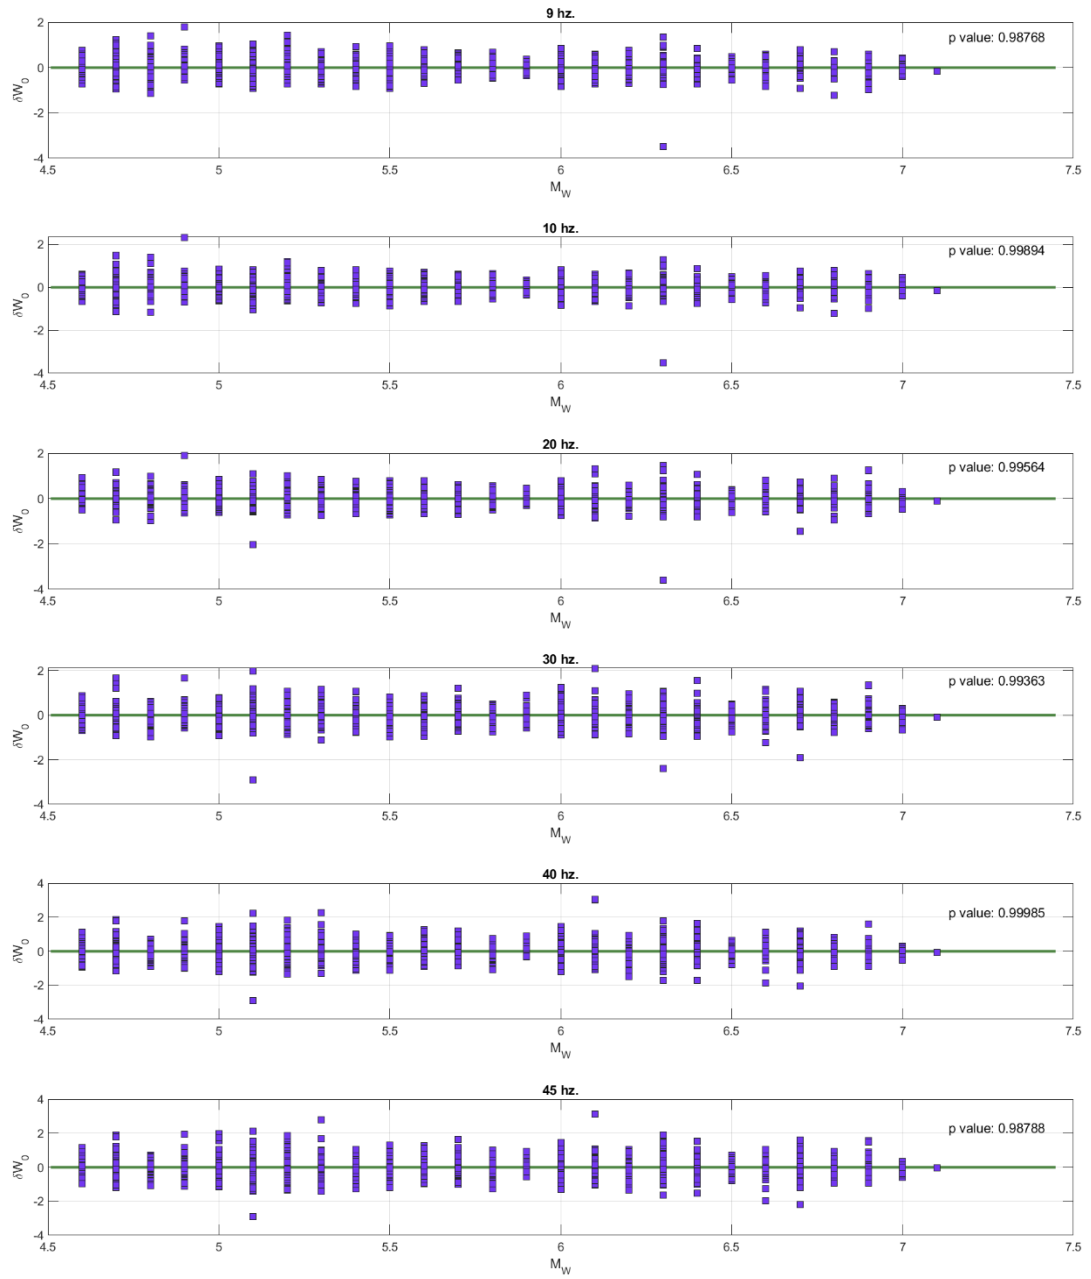 9 hz.
p value: 0.98768
2
0
-2
-4
δW0
4.5 5 5.5 6 6.5 7 7.5
MW
10 hz.
p value: 0.99894
2
0
-2
-4
δW0
4.5 5 5.5 6 6.5 7 7.5
MW
20 hz.
p value: 0.99564
2
0
-2
-4
δW0
4.5 5 5.5 6 6.5 7 7.5
MW
30 hz.
p value: 0.99363
2
0
-2
-4
δW0
4.5 5 5.5 6 6.5 7 7.5
MW
40 hz.
p value: 0.99985
4
2
0
-2
-4
δW0
4.5 5 5.5 6 6.5 7 7.5
MW
45 hz.
p value: 0.98788
4
2
0
-2
-4
δW0
4.5 5 5.5 6 6.5 7 7.5
MW